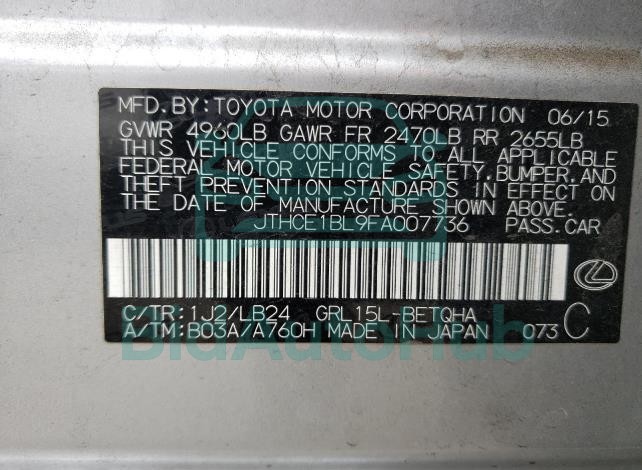 MFD. BY: TOYOTA MOTOR CORPORATION 06/15
GVWR 4960LB GAWR FR 2470LB RR 2655LB
THIS VEHICLE CONFORMS TO ALL APPLICABLE
FEDERAL MOTOR VEHICLE SAFETY, BUMPER, AND
THEFT PREVENTION STANDARDS IN EFFECT ON
THE DATE OF MANUFACTURE SHOWN ABOVE.
JTHCE1BL9FA007736 PASS.CAR
C/TR: 1J2/LB24 GRL15L-BETQHA
A/TM: B03A/A760H MADE IN JAPAN 073 C
BidAutoHub